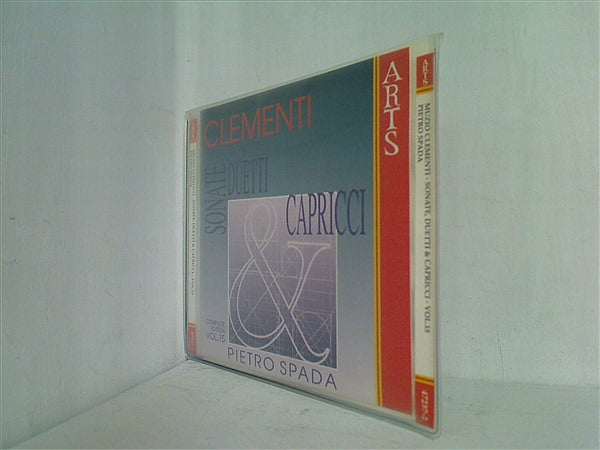 CLEMENTI
SONATE
DUETTI
&
CAPRICCI
COMPLETE
EDITION
VOL.15
PIETRO SPADA
ARTS
ARTS
MUZIO CLEMENTI - SONATE, DUETTI & CAPRICCI - VOL.15
PIETRO SPADA